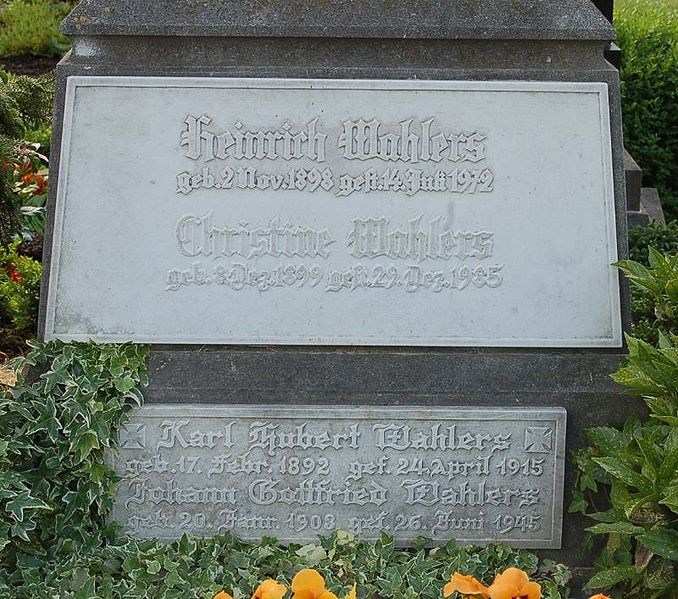 Heinrich Wahlers
geb. 2 Nov. 1898 gest. 14. Juli 1972
Christine Wahlers
geb. 8. Dez. 1899 gest. 29. Dez. 1985
Karl Hubert Wahlers
geb. 17. Febr. 1892 gef. 24. April 1915
Johann Gottfried Wahlers
geb. 20. Jann. 1903 gef. 26. Juni 1945